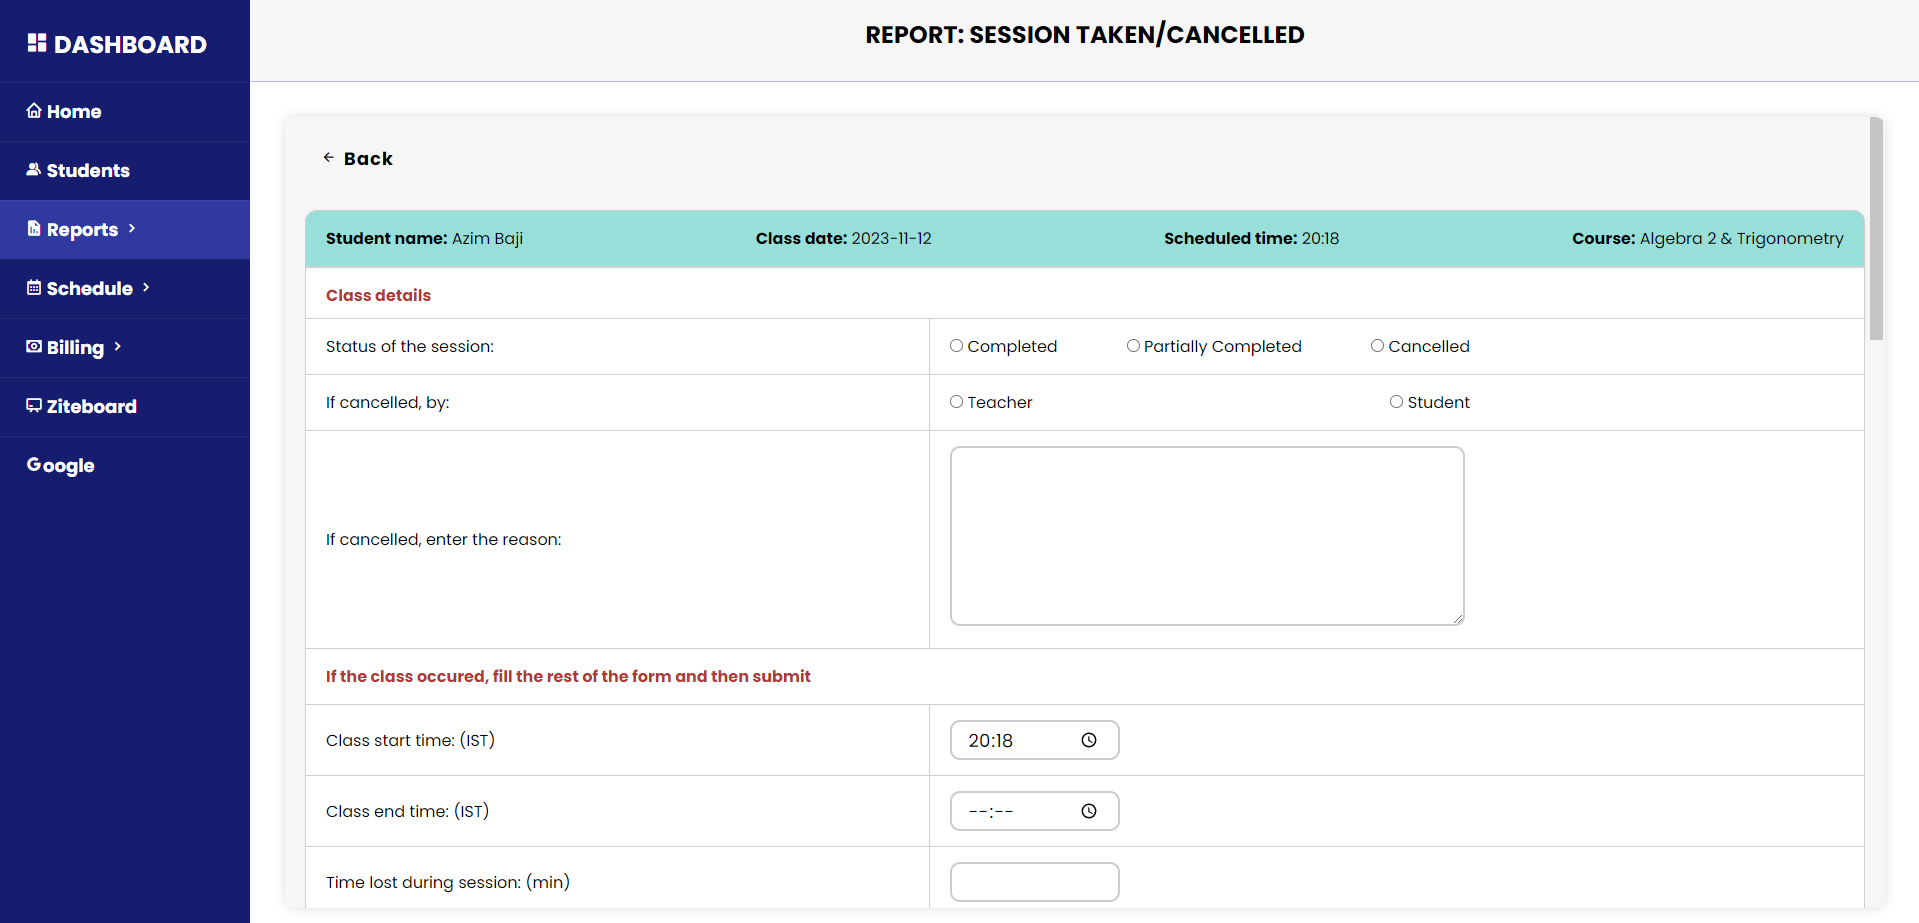 DASHBOARD
Home
Students
Reports
Schedule
Billing
Ziteboard
Google
REPORT: SESSION TAKEN/CANCELLED
Back
Student name: Azim Baji Class date: 2023-11-12 Scheduled time: 20:18 Course: Algebra 2 & Trigonometry
Class details
Status of the session: Completed Partially Completed Cancelled
If cancelled, by: Teacher Student
If cancelled, enter the reason:
If the class occured, fill the rest of the form and then submit
Class start time: (IST) 20:18
Class end time: (IST) --:--
Time lost during session: (min)